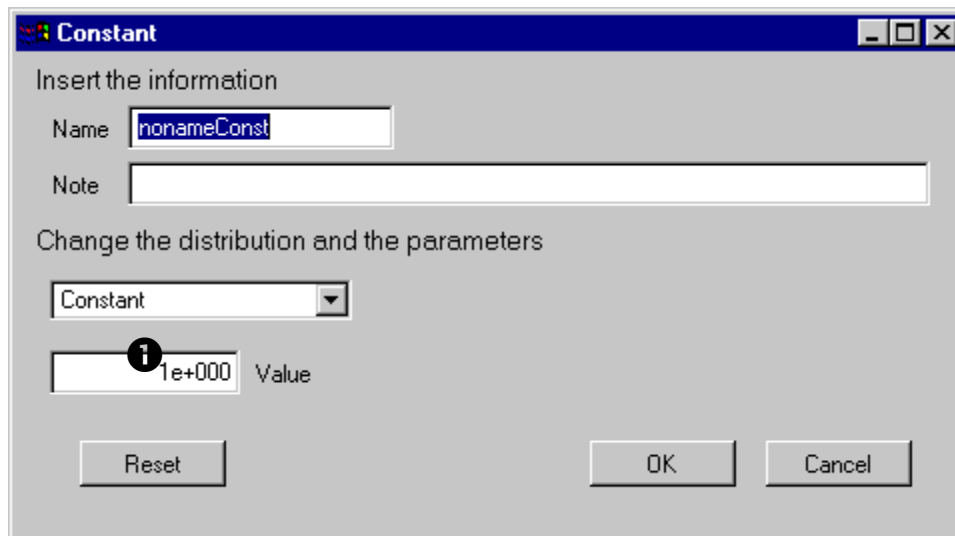 Constant
Insert the information
Name nonameConst
Note
Change the distribution and the parameters
Constant
❶
1e+000 Value
Reset OK Cancel